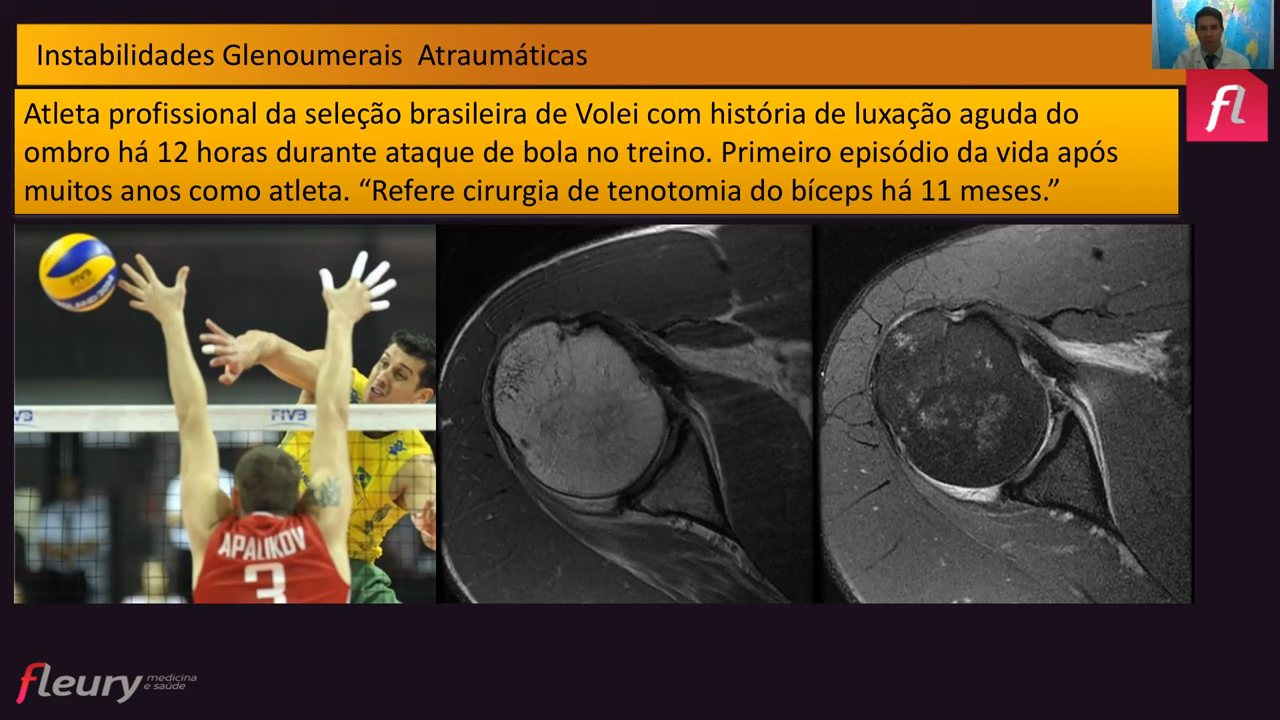 Instabilidades Glenoumerais Atraumáticas
fl
Atleta profissional da seleção brasileira de Volei com história de luxação aguda do
ombro há 12 horas durante ataque de bola no treino. Primeiro episódio da vida após
muitos anos como atleta. “Refere cirurgia de tenotomia do bíceps há 11 meses.”
FIVB
FIVB
APALIKOV
3
fleury medicina
e saúde